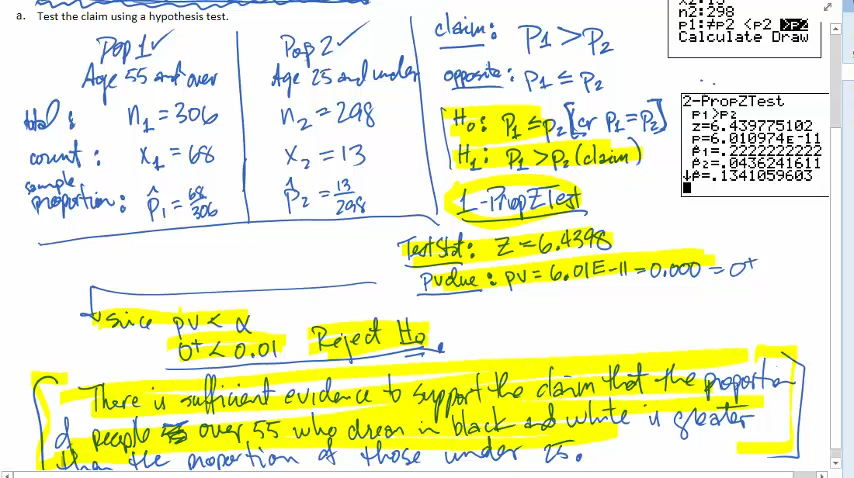 a. Test the claim using a hypothesis test.
Pop 1 ✓
Age 55 and over
Pop 2 ✓
Age 25 and under
total: n₁ = 306
n₂ = 298
count: x₁ = 68
x₂ = 13
sample proportion: p̂₁ = 68/306
p̂₂ = 13/298
claim: P₁ > P₂
opposite: P₁ ≤ P₂
H₀: P₁ ≤ P₂ [or P₁ = P₂]
H₁: P₁ > P₂ (claim)
1-PropZTest
Test Stat: Z = 6.4398
pvalue: PV = 6.01E-11 = 0.000 = 0⁺
since PV < α
0⁺ < 0.01 Reject H₀
There is sufficient evidence to support the claim that the proportion
of people over 55 who dream in black and white is greater
than the proportion of those under 25.
n2:298
p1:≠p2 <p2 >p2
Calculate Draw
2-PropZTest
p1>p2
z=6.439775102
p=6.010974E-11
p̂1=.2222222222
p̂2=.0436241611
↓p̂=.1341059603